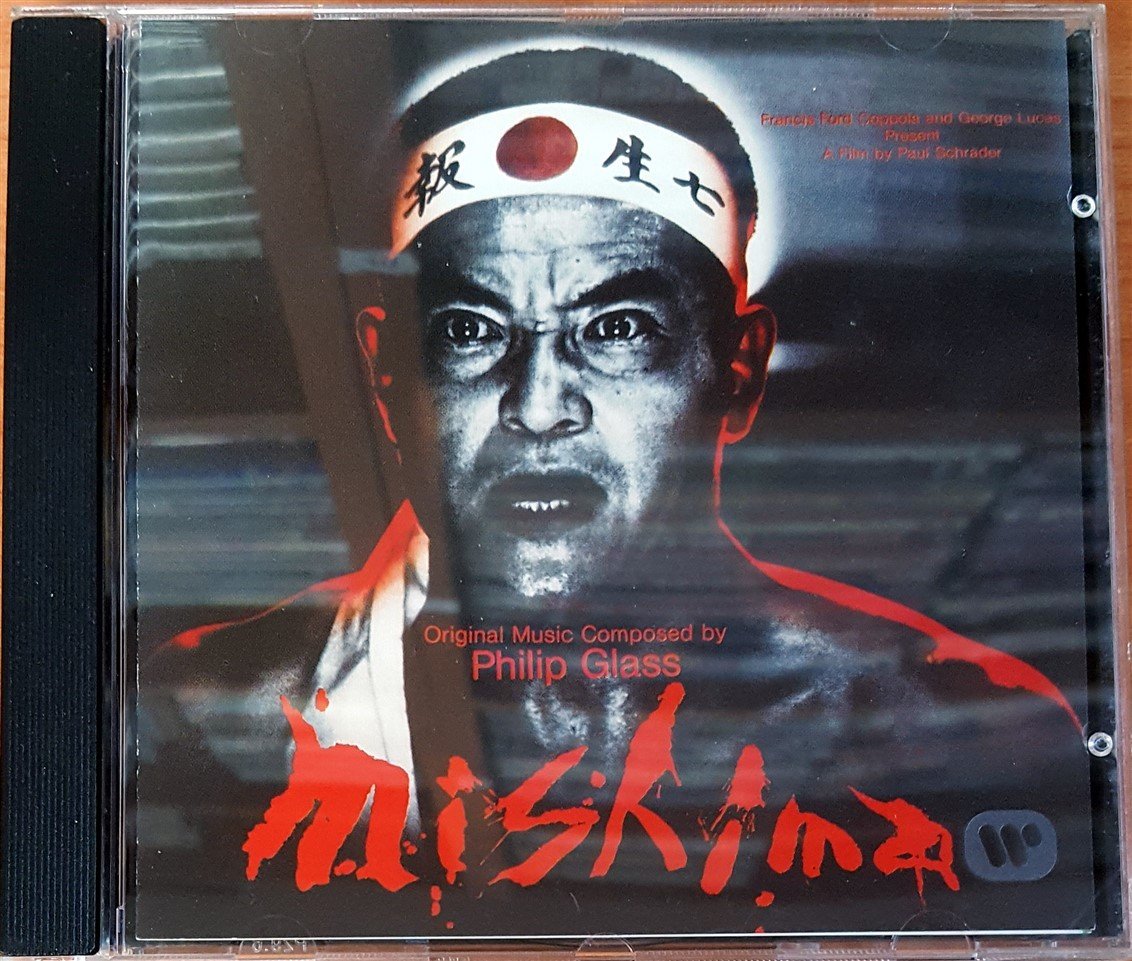 Francis Ford Coppola and George Lucas
Present
A Film by Paul Schrader
報 生七
Original Music Composed by
Philip Glass
mishima